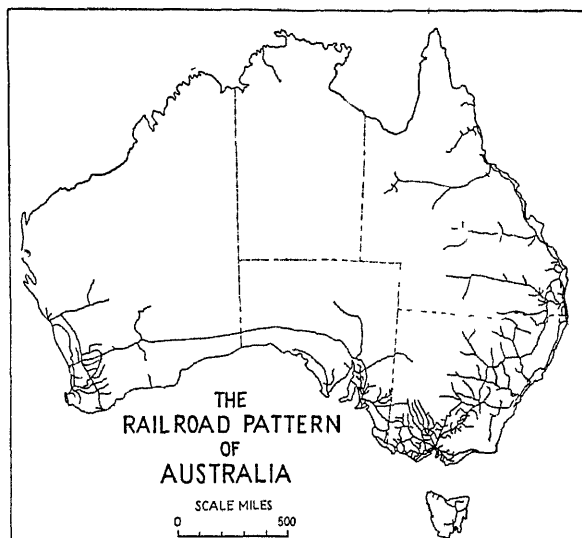 THE
RAILROAD PATTERN
OF
AUSTRALIA
SCALE MILES
0 500